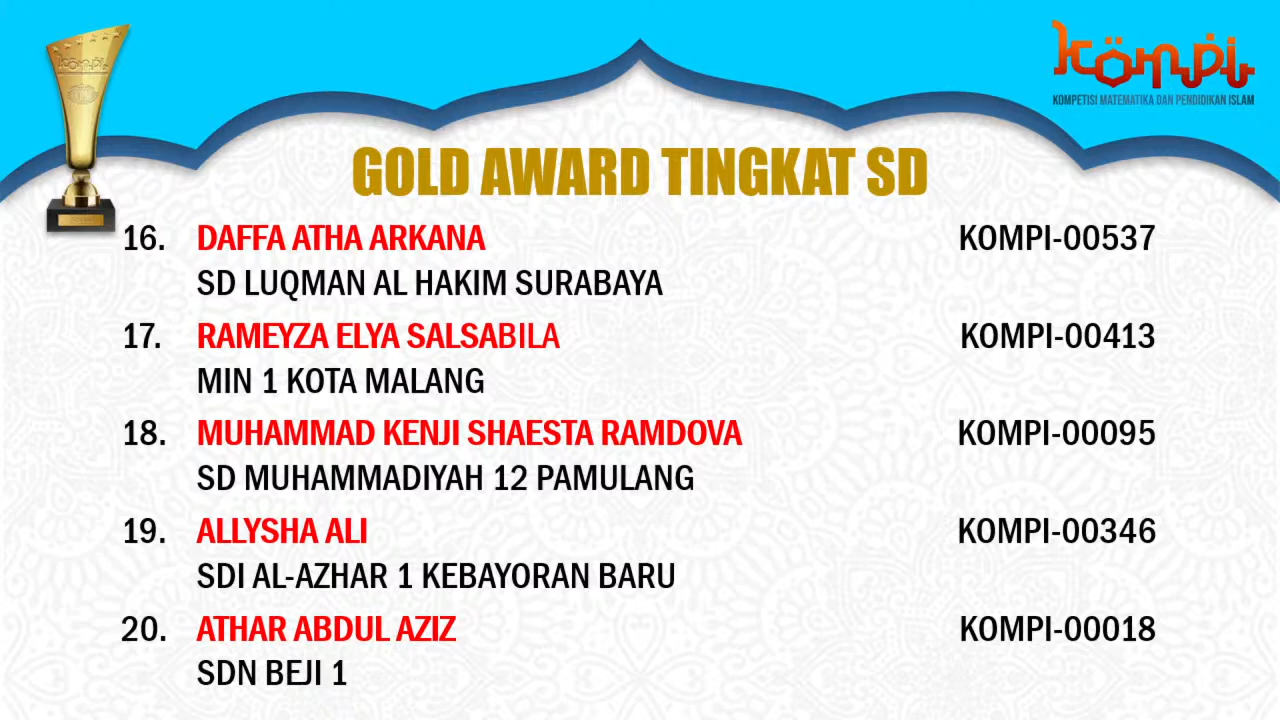 kompi
KOMPETISI MATEMATIKA DAN PENDIDIKAN ISLAM
GOLD AWARD TINGKAT SD
16. DAFFA ATHA ARKANA KOMPI-00537
SD LUQMAN AL HAKIM SURABAYA
17. RAMEYZA ELYA SALSABILA KOMPI-00413
MIN 1 KOTA MALANG
18. MUHAMMAD KENJI SHAESTA RAMDOVA KOMPI-00095
SD MUHAMMADIYAH 12 PAMULANG
19. ALLYSHA ALI KOMPI-00346
SDI AL-AZHAR 1 KEBAYORAN BARU
20. ATHAR ABDUL AZIZ KOMPI-00018
SDN BEJI 1